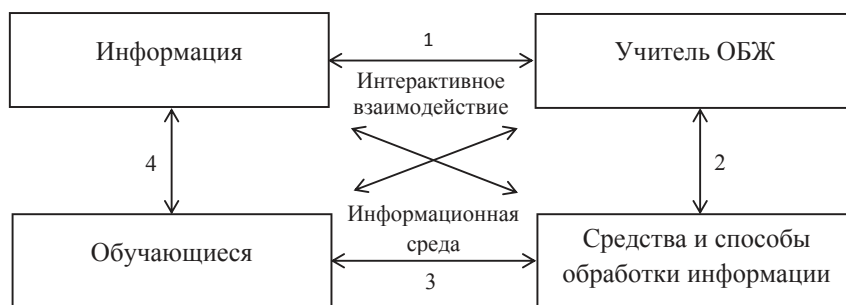 Информация
1
Учитель ОБЖ
Интерактивное
взаимодействие
4
2
Обучающиеся
Информационная
среда
3
Средства и способы
обработки информации